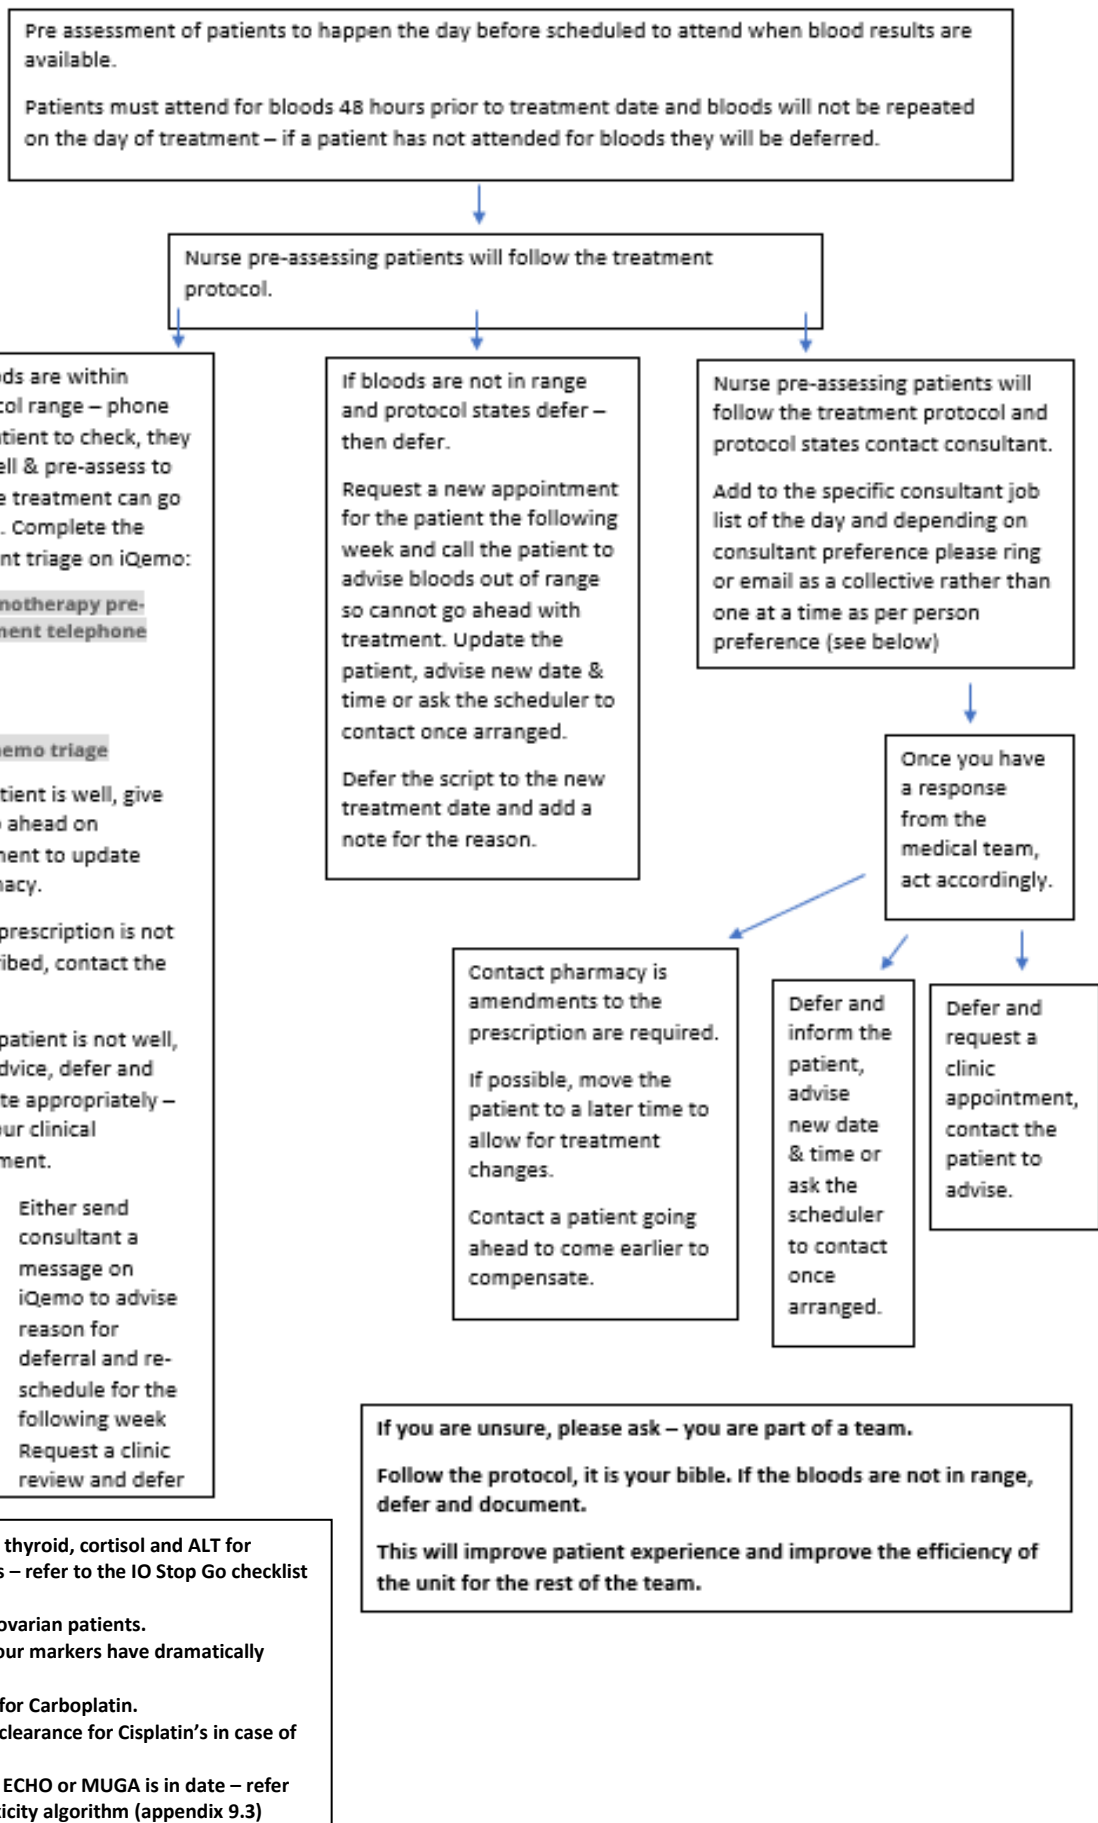 Pre assessment of patients to happen the day before scheduled to attend when blood results are
available.
Patients must attend for bloods 48 hours prior to treatment date and bloods will not be repeated
on the day of treatment – if a patient has not attended for bloods they will be deferred.
Nurse pre-assessing patients will follow the treatment
protocol.
ds are within
col range – phone
tient to check, they
ell & pre-assess to
e treatment can go
. Complete the
nt triage on iQemo:
notherapy pre-
ment telephone
emo triage
tient is well, give
o ahead on
ment to update
macy.
prescription is not
ribed, contact the
patient is not well,
dvice, defer and
te appropriately –
our clinical
ment.
Either send
consultant a
message on
iQemo to advise
reason for
deferral and re-
schedule for the
following week
Request a clinic
review and defer
If bloods are not in range
and protocol states defer –
then defer.
Request a new appointment
for the patient the following
week and call the patient to
advise bloods out of range
so cannot go ahead with
treatment. Update the
patient, advise new date &
time or ask the scheduler to
contact once arranged.
Defer the script to the new
treatment date and add a
note for the reason.
Nurse pre-assessing patients will
follow the treatment protocol and
protocol states contact consultant.
Add to the specific consultant job
list of the day and depending on
consultant preference please ring
or email as a collective rather than
one at a time as per person
preference (see below)
Once you have
a response
from the
medical team,
act accordingly.
Contact pharmacy is
amendments to the
prescription are required.
If possible, move the
patient to a later time to
allow for treatment
changes.
Contact a patient going
ahead to come earlier to
compensate.
Defer and
inform the
patient,
advise
new date
& time or
ask the
scheduler
to contact
once
arranged.
Defer and
request a
clinic
appointment,
contact the
patient to
advise.
If you are unsure, please ask – you are part of a team.
Follow the protocol, it is your bible. If the bloods are not in range,
defer and document.
This will improve patient experience and improve the efficiency of
the unit for the rest of the team.
thyroid, cortisol and ALT for
s – refer to the IO Stop Go checklist
ovarian patients.
our markers have dramatically
for Carboplatin.
clearance for Cisplatin’s in case of
ECHO or MUGA is in date – refer
icity algorithm (appendix 9.3)